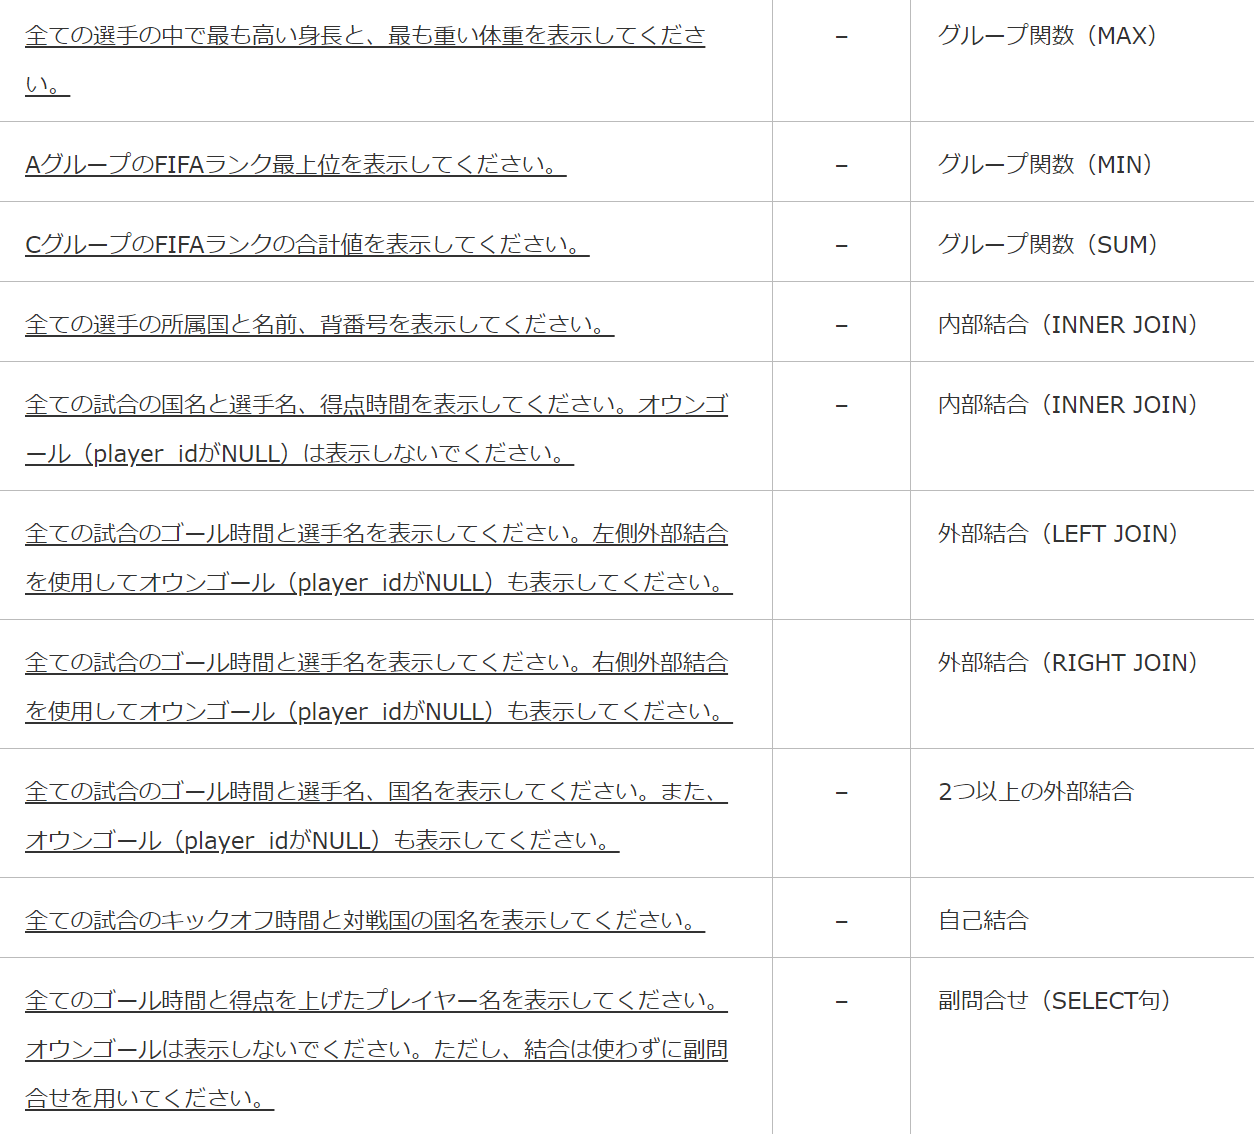 全ての選手の中で最も高い身長と、最も重い体重を表示してくださ – グループ関数（MAX）
い。
AグループのFIFAランク最上位を表示してください。 – グループ関数（MIN）
CグループのFIFAランクの合計値を表示してください。 – グループ関数（SUM）
全ての選手の所属国と名前、背番号を表示してください。 – 内部結合（INNER JOIN）
全ての試合の国名と選手名、得点時間を表示してください。オウンゴ – 内部結合（INNER JOIN）
ール（player_idがNULL）は表示しないでください。
全ての試合のゴール時間と選手名を表示してください。左側外部結合 外部結合（LEFT JOIN）
を使用してオウンゴール（player_idがNULL）も表示してください。
全ての試合のゴール時間と選手名を表示してください。右側外部結合 外部結合（RIGHT JOIN）
を使用してオウンゴール（player_idがNULL）も表示してください。
全ての試合のゴール時間と選手名、国名を表示してください。また、 – 2つ以上の外部結合
オウンゴール（player_idがNULL）も表示してください。
全ての試合のキックオフ時間と対戦国の国名を表示してください。 – 自己結合
全てのゴール時間と得点を上げたプレイヤー名を表示してください。 – 副問合せ（SELECT句）
オウンゴールは表示しないでください。ただし、結合は使わずに副問
合せを用いてください。